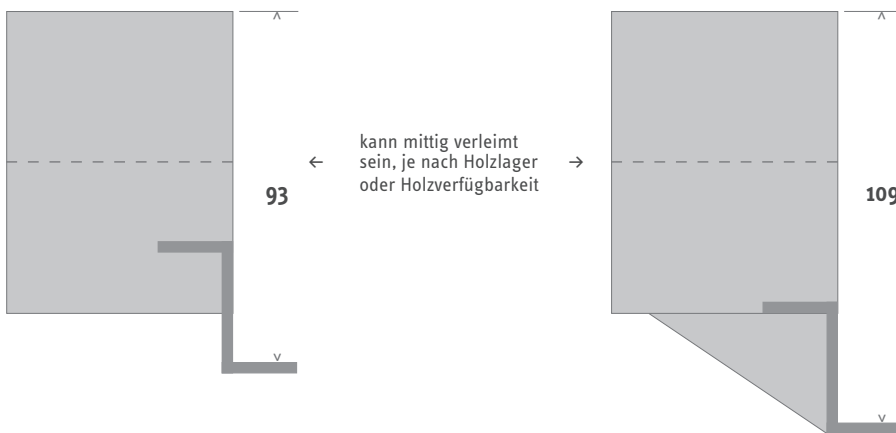 kann mittig verleimt
sein, je nach Holzlager
oder Holzverfügbarkeit
93
109